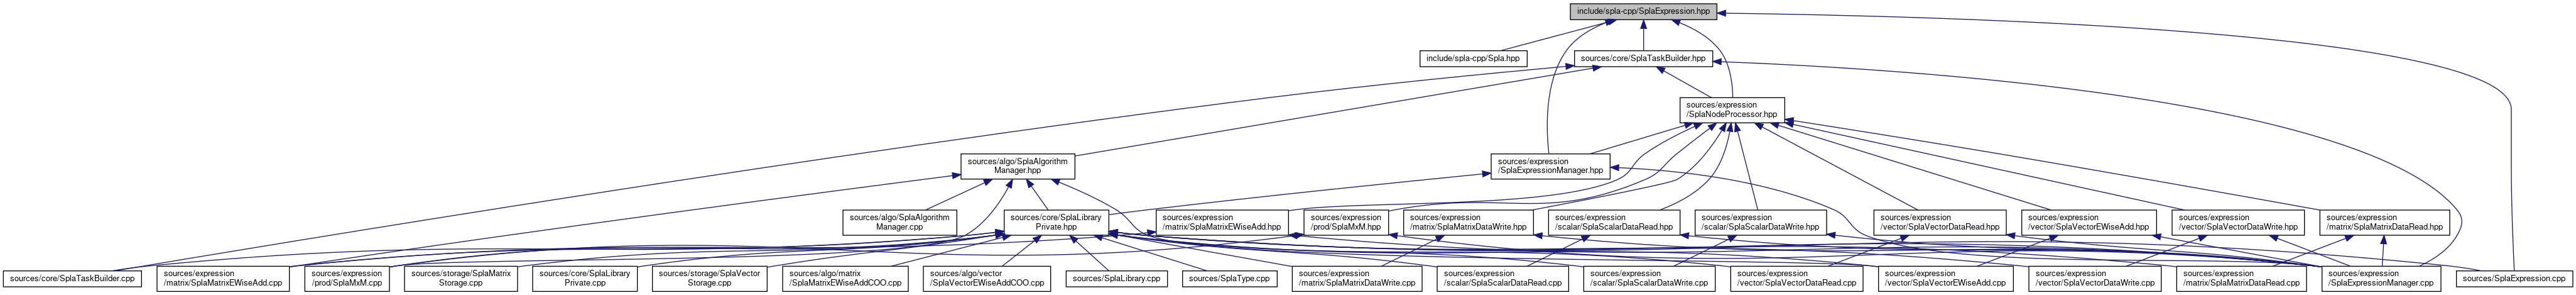 include/spla-cpp/SplaExpression.hpp
include/spla-cpp/Spla.hpp
sources/core/SplaTaskBuilder.hpp
sources/expression
/SplaNodeProcessor.hpp
sources/algo/SplaAlgorithm
Manager.hpp
sources/expression
/SplaExpressionManager.hpp
sources/algo/SplaAlgorithm
Manager.cpp
sources/core/SplaLibrary
Private.hpp
sources/expression
/matrix/SplaMatrixEWiseAdd.hpp
sources/expression
/prod/SplaMxM.hpp
sources/expression
/matrix/SplaMatrixDataWrite.hpp
sources/expression
/scalar/SplaScalarDataRead.hpp
sources/expression
/scalar/SplaScalarDataWrite.hpp
sources/expression
/vector/SplaVectorDataRead.hpp
sources/expression
/vector/SplaVectorEWiseAdd.hpp
sources/expression
/vector/SplaVectorDataWrite.hpp
sources/expression
/matrix/SplaMatrixDataRead.hpp
sources/core/SplaTaskBuilder.cpp
sources/expression
/matrix/SplaMatrixEWiseAdd.cpp
sources/expression
/prod/SplaMxM.cpp
sources/storage/SplaMatrix
Storage.cpp
sources/core/SplaLibrary
Private.cpp
sources/storage/SplaVector
Storage.cpp
sources/algo/matrix
/SplaMatrixEWiseAddCOO.cpp
sources/algo/vector
/SplaVectorEWiseAddCOO.cpp
sources/SplaLibrary.cpp
sources/SplaType.cpp
sources/expression
/matrix/SplaMatrixDataWrite.cpp
sources/expression
/scalar/SplaScalarDataRead.cpp
sources/expression
/scalar/SplaScalarDataWrite.cpp
sources/expression
/vector/SplaVectorDataRead.cpp
sources/expression
/vector/SplaVectorEWiseAdd.cpp
sources/expression
/vector/SplaVectorDataWrite.cpp
sources/expression
/matrix/SplaMatrixDataRead.cpp
sources/expression
/SplaExpressionManager.cpp
sources/SplaExpression.cpp